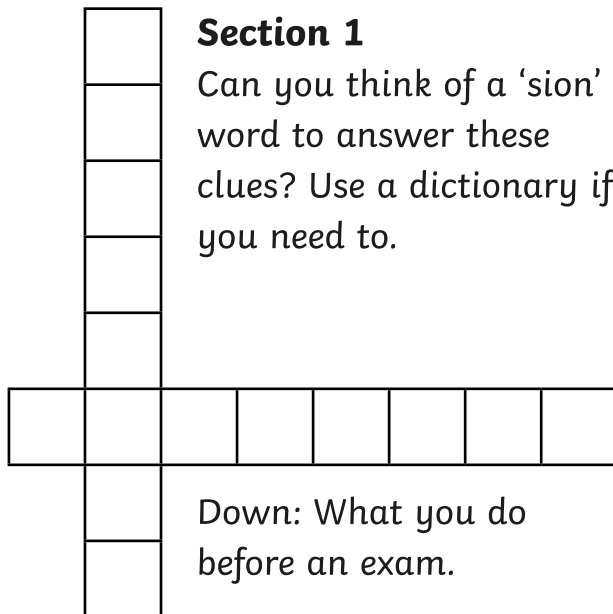 Section 1
Can you think of a ‘sion’
word to answer these
clues? Use a dictionary if
you need to.
Down: What you do
before an exam.